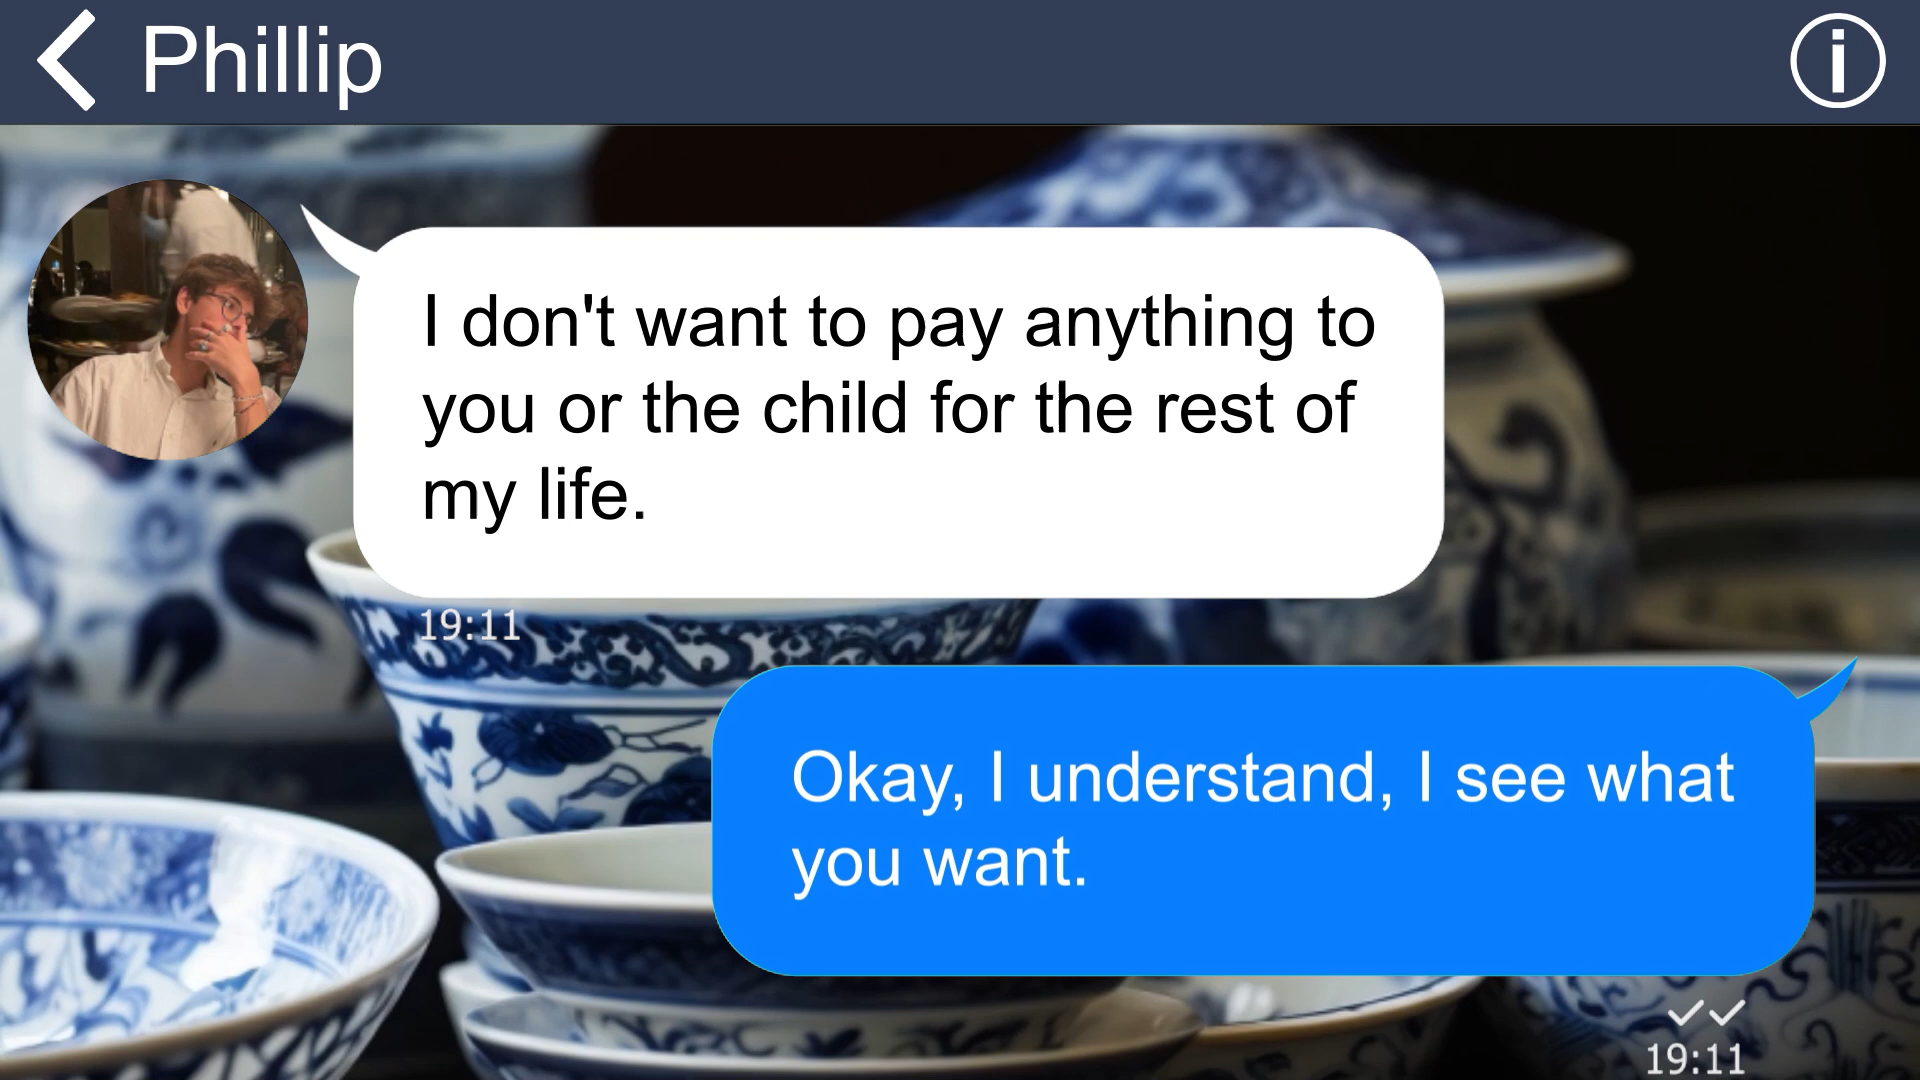 Phillip
I don't want to pay anything to
you or the child for the rest of
my life.
19:11
Okay, I understand, I see what
you want.
19:11